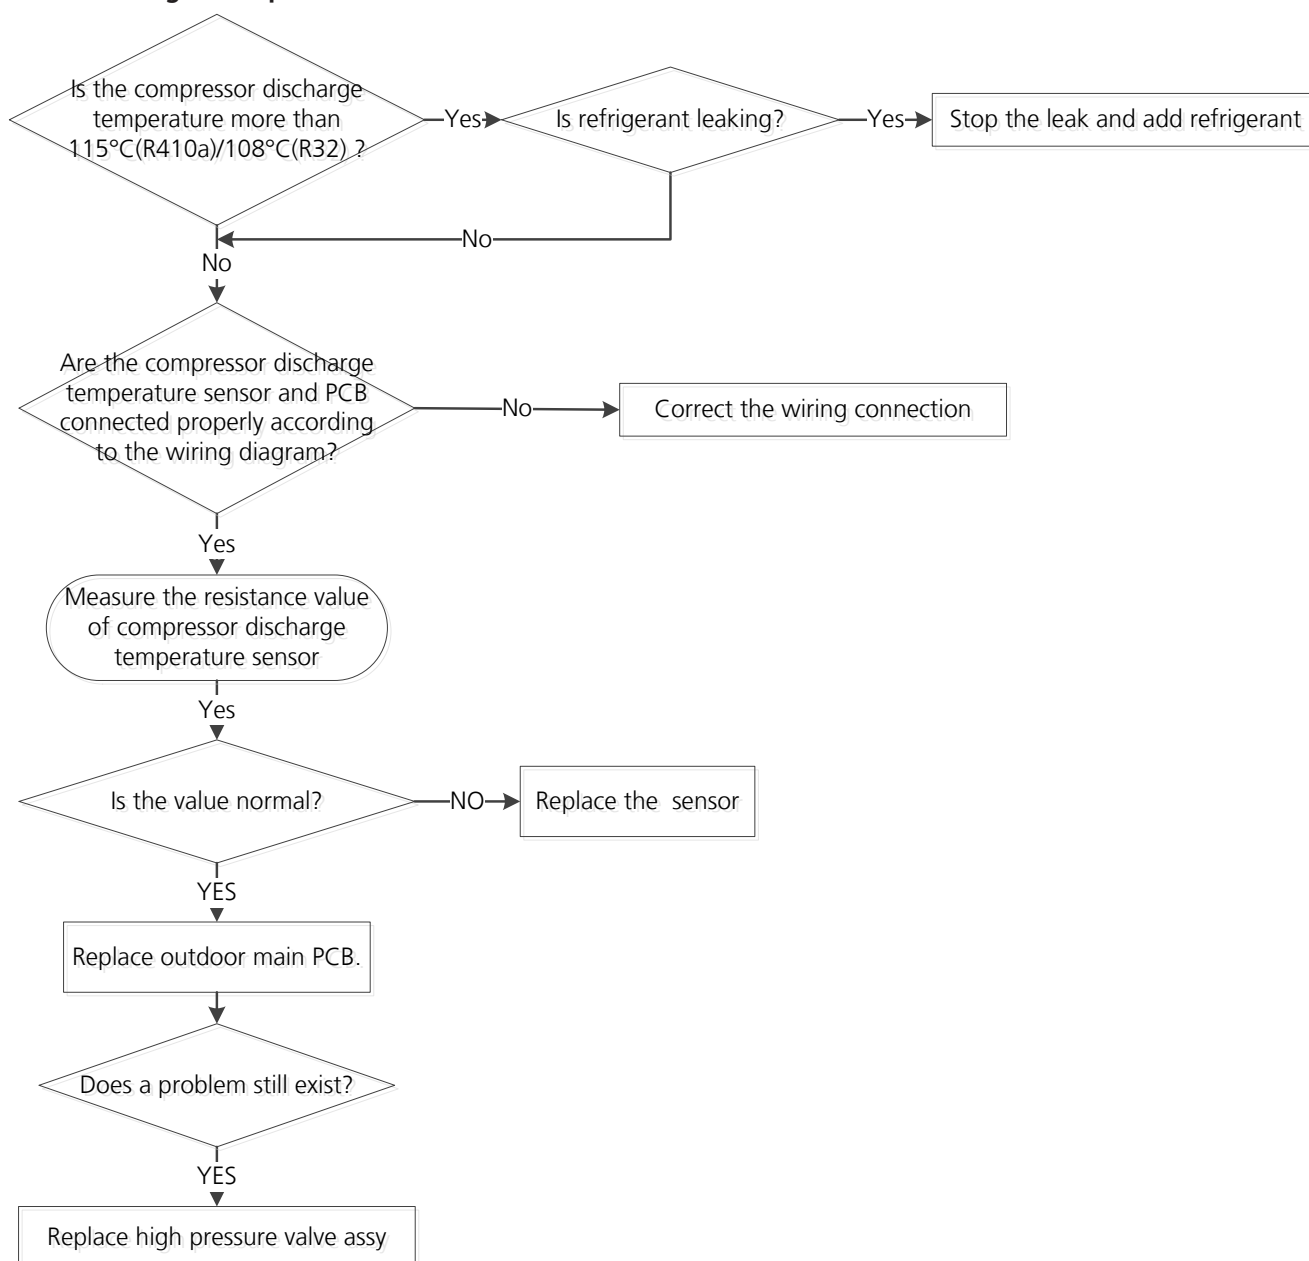 Is the compressor discharge
temperature more than
115°C(R410a)/108°C(R32) ?
Yes
Is refrigerant leaking?
Yes
Stop the leak and add refrigerant
No
No
Are the compressor discharge
temperature sensor and PCB
connected properly according
to the wiring diagram?
No
Correct the wiring connection
Yes
Measure the resistance value
of compressor discharge
temperature sensor
Yes
Is the value normal?
NO
Replace the sensor
YES
Replace outdoor main PCB.
Does a problem still exist?
YES
Replace high pressure valve assy